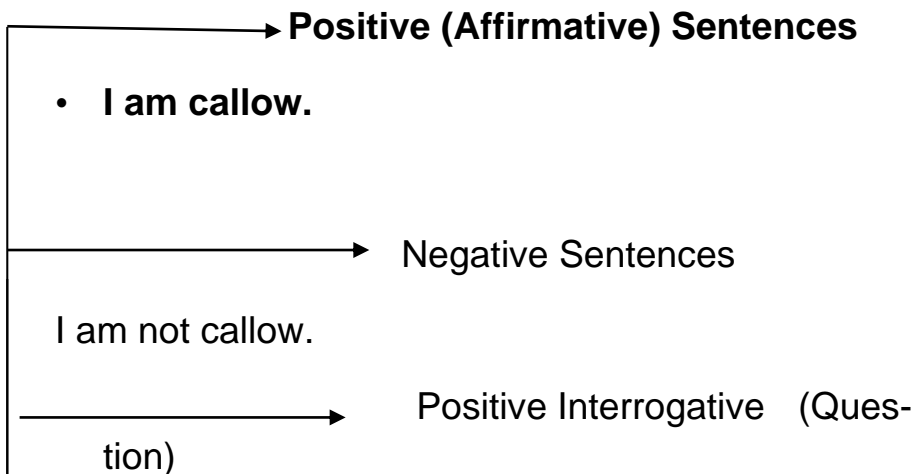 Positive (Affirmative) Sentences
• I am callow.
Negative Sentences
I am not callow.
Positive Interrogative (Ques-
tion)